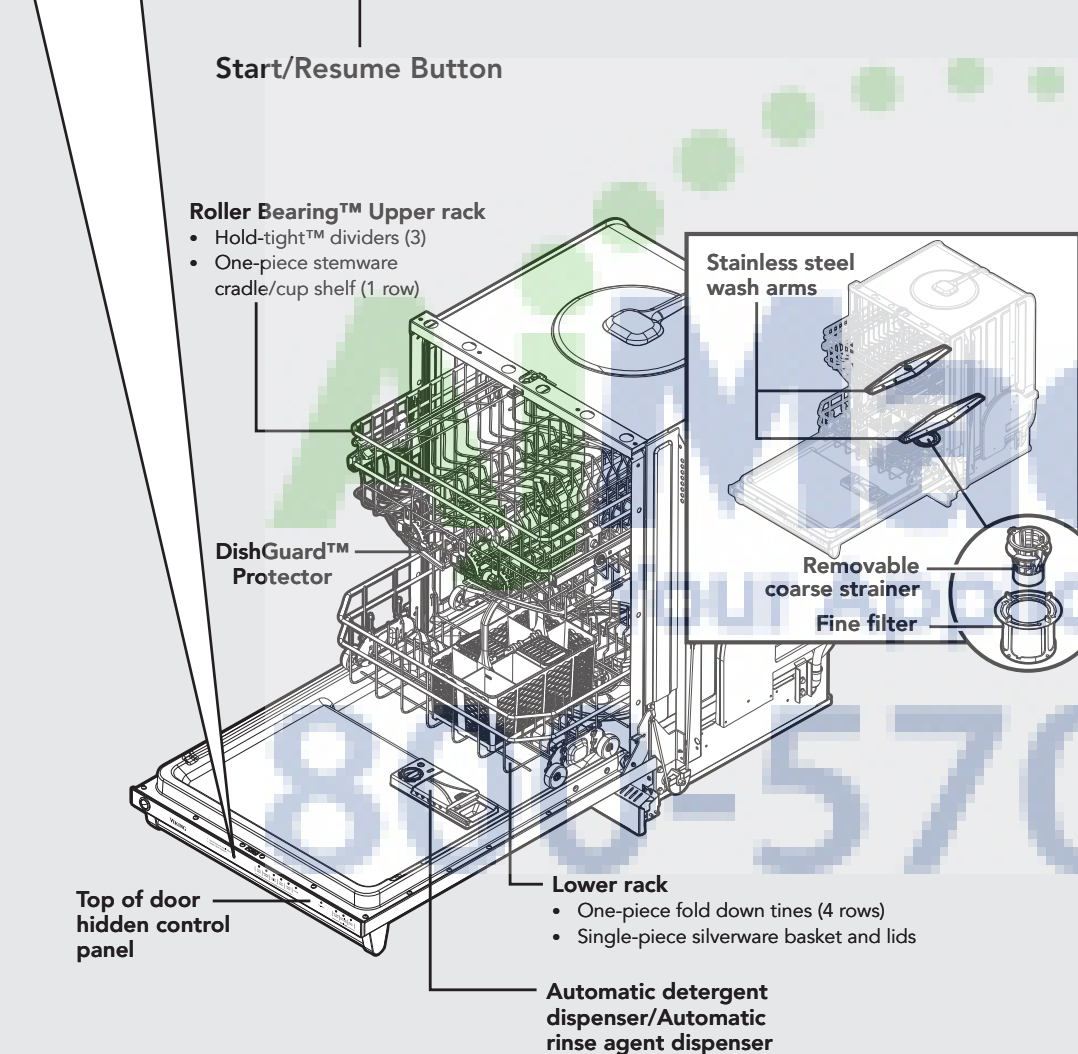 Start/Resume Button
Roller Bearing™ Upper rack
• Hold-tight™ dividers (3)
• One-piece stemware
cradle/cup shelf (1 row)
Stainless steel
wash arms
DishGuard™
Protector
Removable
coarse strainer
Fine filter
800-570
VIKING
Top of door
hidden control
panel
Lower rack
• One-piece fold down tines (4 rows)
• Single-piece silverware basket and lids
Automatic detergent
dispenser/Automatic
rinse agent dispenser